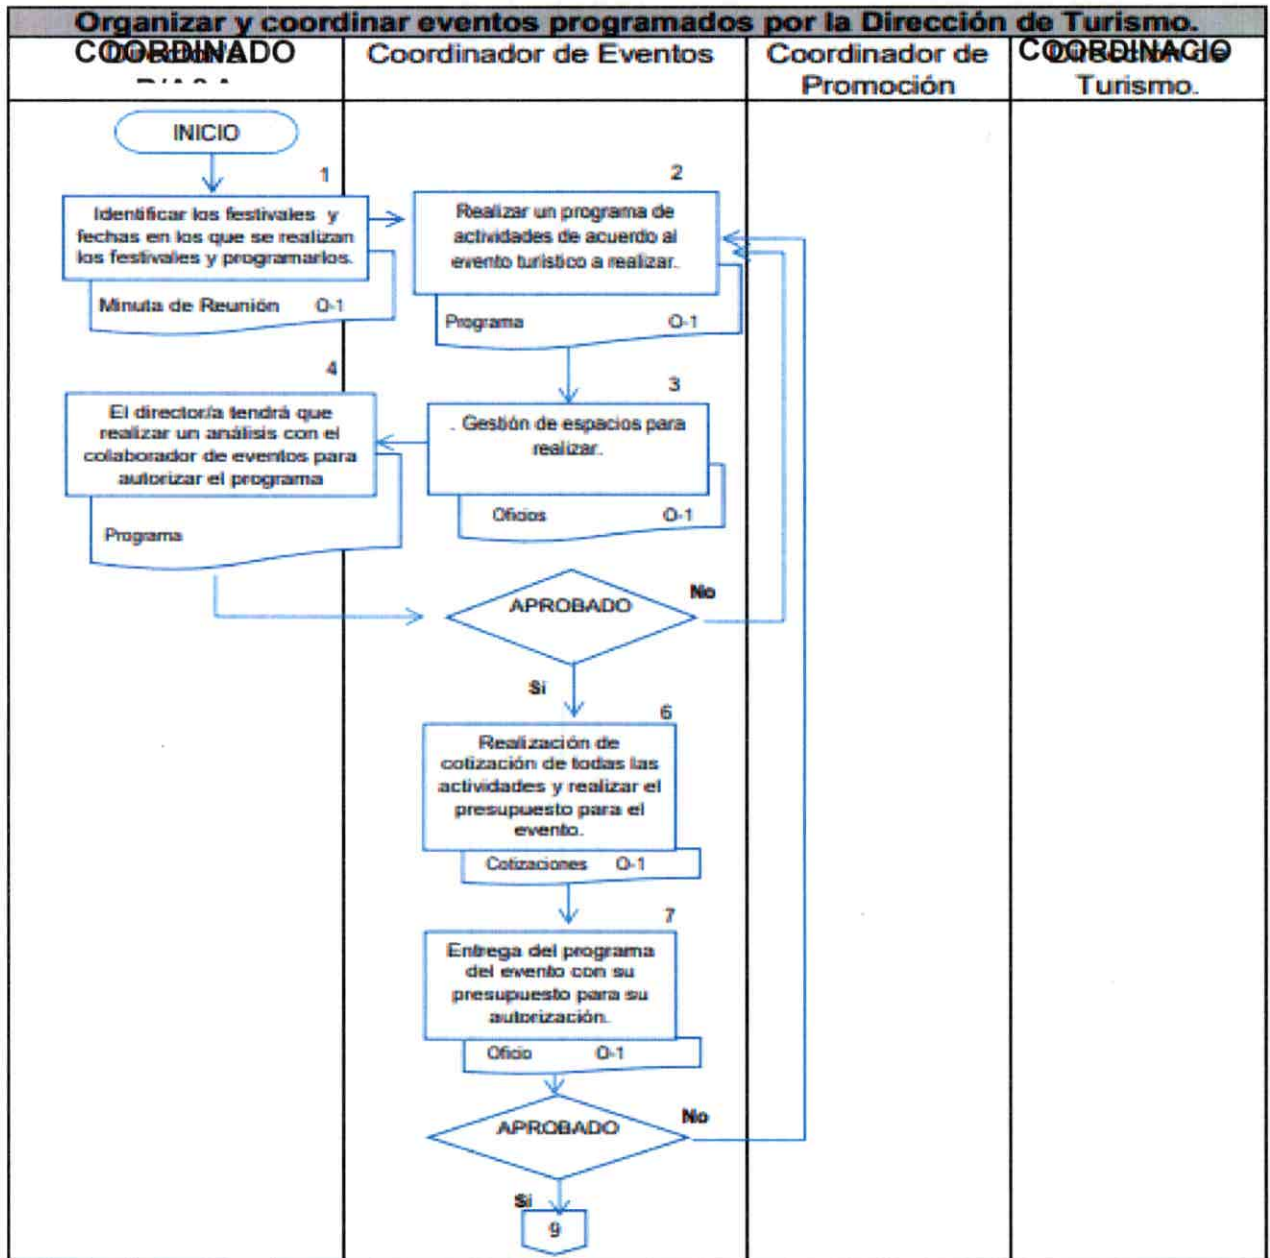 Organizar y coordinar eventos programados por la Dirección de Turismo.
COORDINADO
Coordinador de Eventos
Coordinador de
Promoción
COORDINACIO
Turismo.
INICIO
1
Identificar los festivales y
fechas en los que se realizan
los festivales y programarlos.
Minuta de Reunión O-1
2
Realizar un programa de
actividades de acuerdo al
evento turístico a realizar.
Programa O-1
4
El director/a tendrá que
realizar un análisis con el
colaborador de eventos para
autorizar el programa
Programa
3
. Gestión de espacios para
realizar.
Oficios O-1
APROBADO
No
Si
6
Realización de
cotización de todas las
actividades y realizar el
presupuesto para el
evento.
Cotizaciones O-1
7
Entrega del programa
del evento con su
presupuesto para su
autorización.
Oficio O-1
APROBADO
No
Si
9